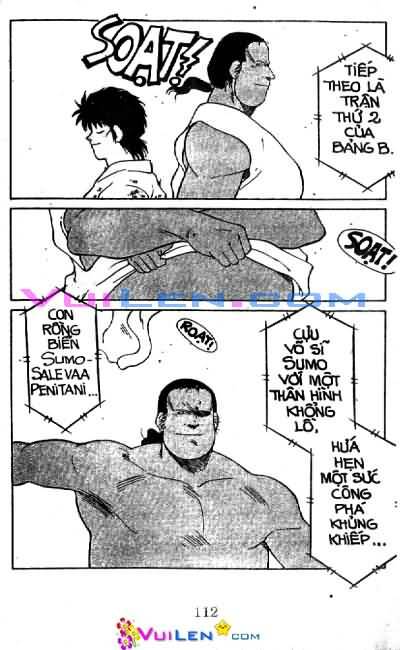 SOẠT!!
TIẾP
THEO LÀ
TRẬN
THỨ 2
CỦA
BẢNG B.
SOẠT!
VuiLen.com
CON
RỒNG
BIỂN
SUMO-
SALEVAA
PENITANI...
ROẠT!
CỰU
VÕ SĨ
SUMO
VỚI MỘT
THÂN HÌNH
KHỔNG
LỒ,
HỨA
HẸN
MỘT SỨC
CÔNG
PHÁ
KHỦNG
KHIẾP...
112
VuiLen.com